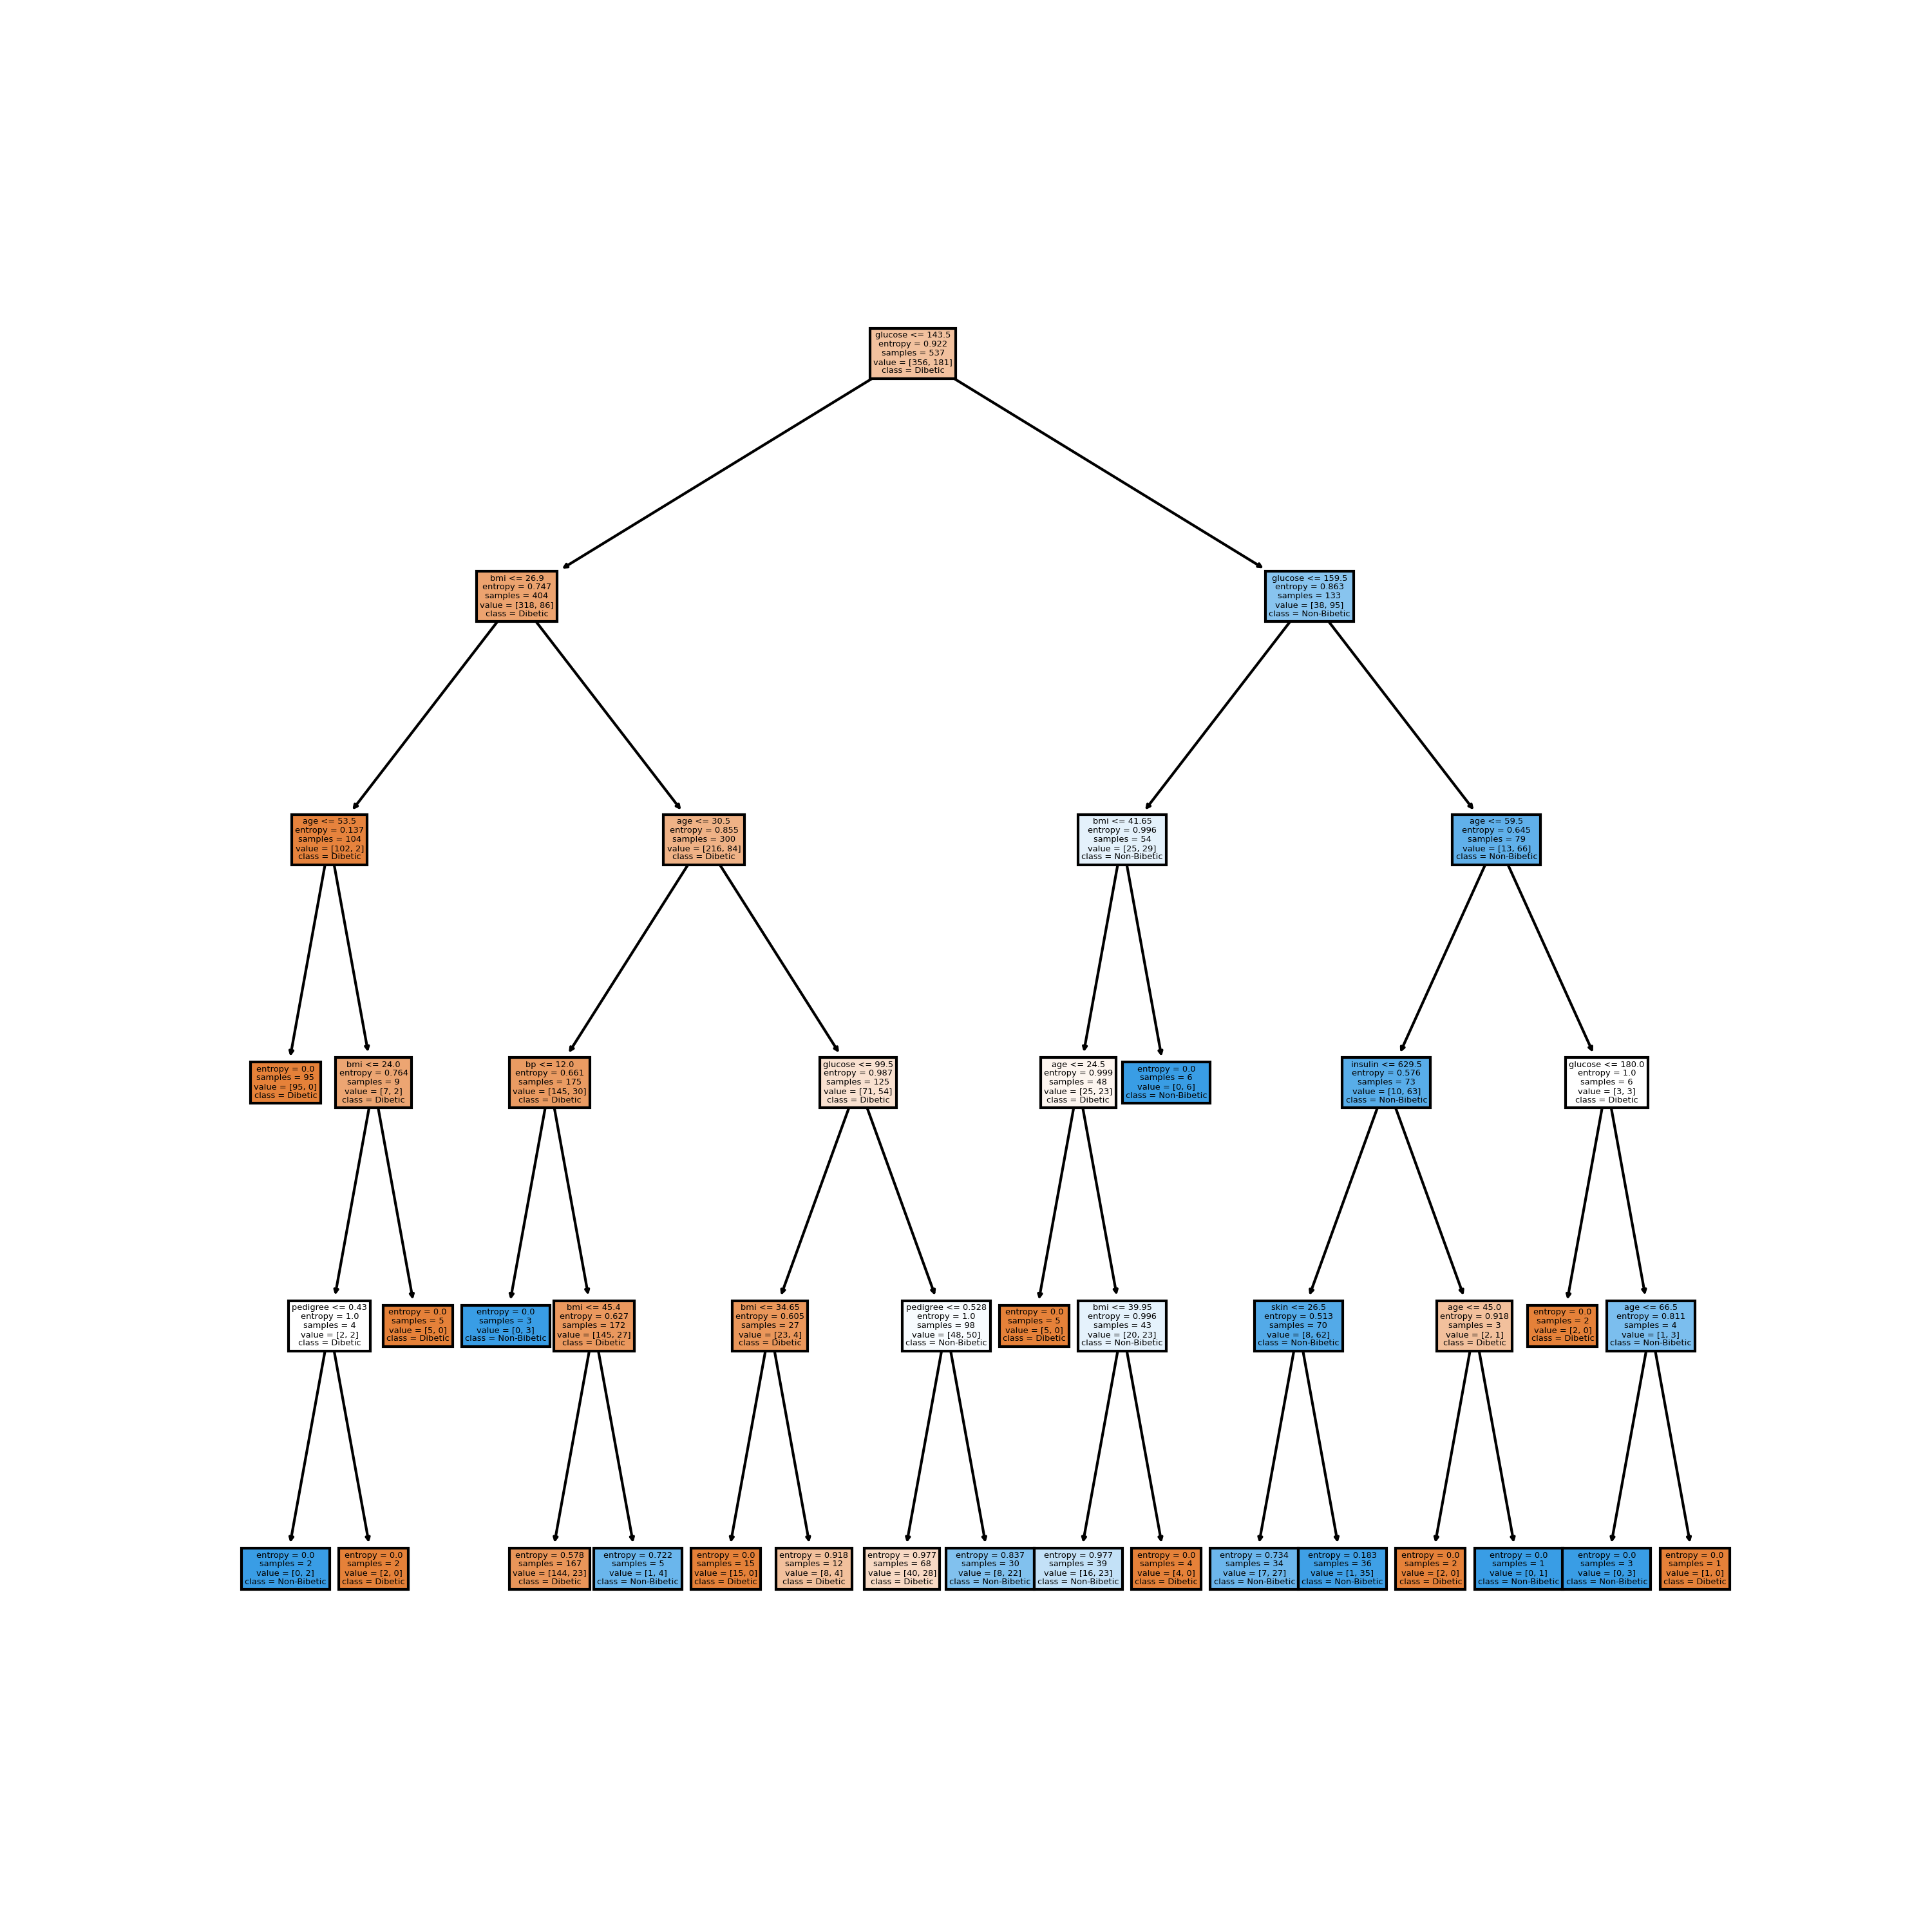 glucose <= 143.5
entropy = 0.922
samples = 537
value = [356, 181]
class = Dibetic
bmi <= 26.9
entropy = 0.747
samples = 404
value = [318, 86]
class = Dibetic
glucose <= 159.5
entropy = 0.863
samples = 133
value = [38, 95]
class = Non-Bibetic
age <= 53.5
entropy = 0.137
samples = 104
value = [102, 2]
class = Dibetic
age <= 30.5
entropy = 0.855
samples = 300
value = [216, 84]
class = Dibetic
bmi <= 41.65
entropy = 0.996
samples = 54
value = [25, 29]
class = Non-Bibetic
age <= 59.5
entropy = 0.645
samples = 79
value = [13, 66]
class = Non-Bibetic
entropy = 0.0
samples = 95
value = [95, 0]
class = Dibetic
bmi <= 24.0
entropy = 0.764
samples = 9
value = [7, 2]
class = Dibetic
bp <= 12.0
entropy = 0.661
samples = 175
value = [145, 30]
class = Dibetic
glucose <= 99.5
entropy = 0.987
samples = 125
value = [71, 54]
class = Dibetic
age <= 24.5
entropy = 0.999
samples = 48
value = [25, 23]
class = Dibetic
entropy = 0.0
samples = 6
value = [0, 6]
class = Non-Bibetic
insulin <= 629.5
entropy = 0.576
samples = 73
value = [10, 63]
class = Non-Bibetic
glucose <= 180.0
entropy = 1.0
samples = 6
value = [3, 3]
class = Dibetic
pedigree <= 0.43
entropy = 1.0
samples = 4
value = [2, 2]
class = Dibetic
entropy = 0.0
samples = 5
value = [5, 0]
class = Dibetic
entropy = 0.0
samples = 3
value = [0, 3]
class = Non-Bibetic
bmi <= 45.4
entropy = 0.627
samples = 172
value = [145, 27]
class = Dibetic
bmi <= 34.65
entropy = 0.605
samples = 27
value = [23, 4]
class = Dibetic
pedigree <= 0.528
entropy = 1.0
samples = 98
value = [48, 50]
class = Non-Bibetic
entropy = 0.0
samples = 5
value = [5, 0]
class = Dibetic
bmi <= 39.95
entropy = 0.996
samples = 43
value = [20, 23]
class = Non-Bibetic
skin <= 26.5
entropy = 0.513
samples = 70
value = [8, 62]
class = Non-Bibetic
age <= 45.0
entropy = 0.918
samples = 3
value = [2, 1]
class = Dibetic
entropy = 0.0
samples = 2
value = [2, 0]
class = Dibetic
age <= 66.5
entropy = 0.811
samples = 4
value = [1, 3]
class = Non-Bibetic
entropy = 0.0
samples = 2
value = [0, 2]
class = Non-Bibetic
entropy = 0.0
samples = 2
value = [2, 0]
class = Dibetic
entropy = 0.578
samples = 167
value = [144, 23]
class = Dibetic
entropy = 0.722
samples = 5
value = [1, 4]
class = Non-Bibetic
entropy = 0.0
samples = 15
value = [15, 0]
class = Dibetic
entropy = 0.918
samples = 12
value = [8, 4]
class = Dibetic
entropy = 0.977
samples = 68
value = [40, 28]
class = Dibetic
entropy = 0.837
samples = 30
value = [8, 22]
class = Non-Bibetic
entropy = 0.977
samples = 39
value = [16, 23]
class = Non-Bibetic
entropy = 0.0
samples = 4
value = [4, 0]
class = Dibetic
entropy = 0.734
samples = 34
value = [7, 27]
class = Non-Bibetic
entropy = 0.183
samples = 36
value = [1, 35]
class = Non-Bibetic
entropy = 0.0
samples = 2
value = [2, 0]
class = Dibetic
entropy = 0.0
samples = 1
value = [0, 1]
class = Non-Bibetic
entropy = 0.0
samples = 3
value = [0, 3]
class = Non-Bibetic
entropy = 0.0
samples = 1
value = [1, 0]
class = Dibetic